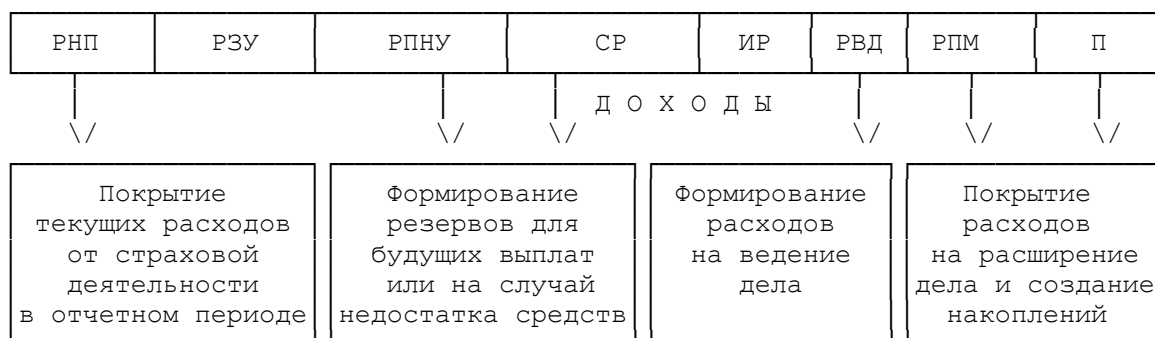 РНП РЗУ РПНУ СР ИР РВД РПМ П
Д О Х О Д Ы
Покрытие Формирование Формирование Покрытие
текущих расходов резервов для расходов расходов
от страховой будущих выплат на ведение на расширение
деятельности или на случай дела дела и создание
в отчетном периоде недостатка средств накоплений